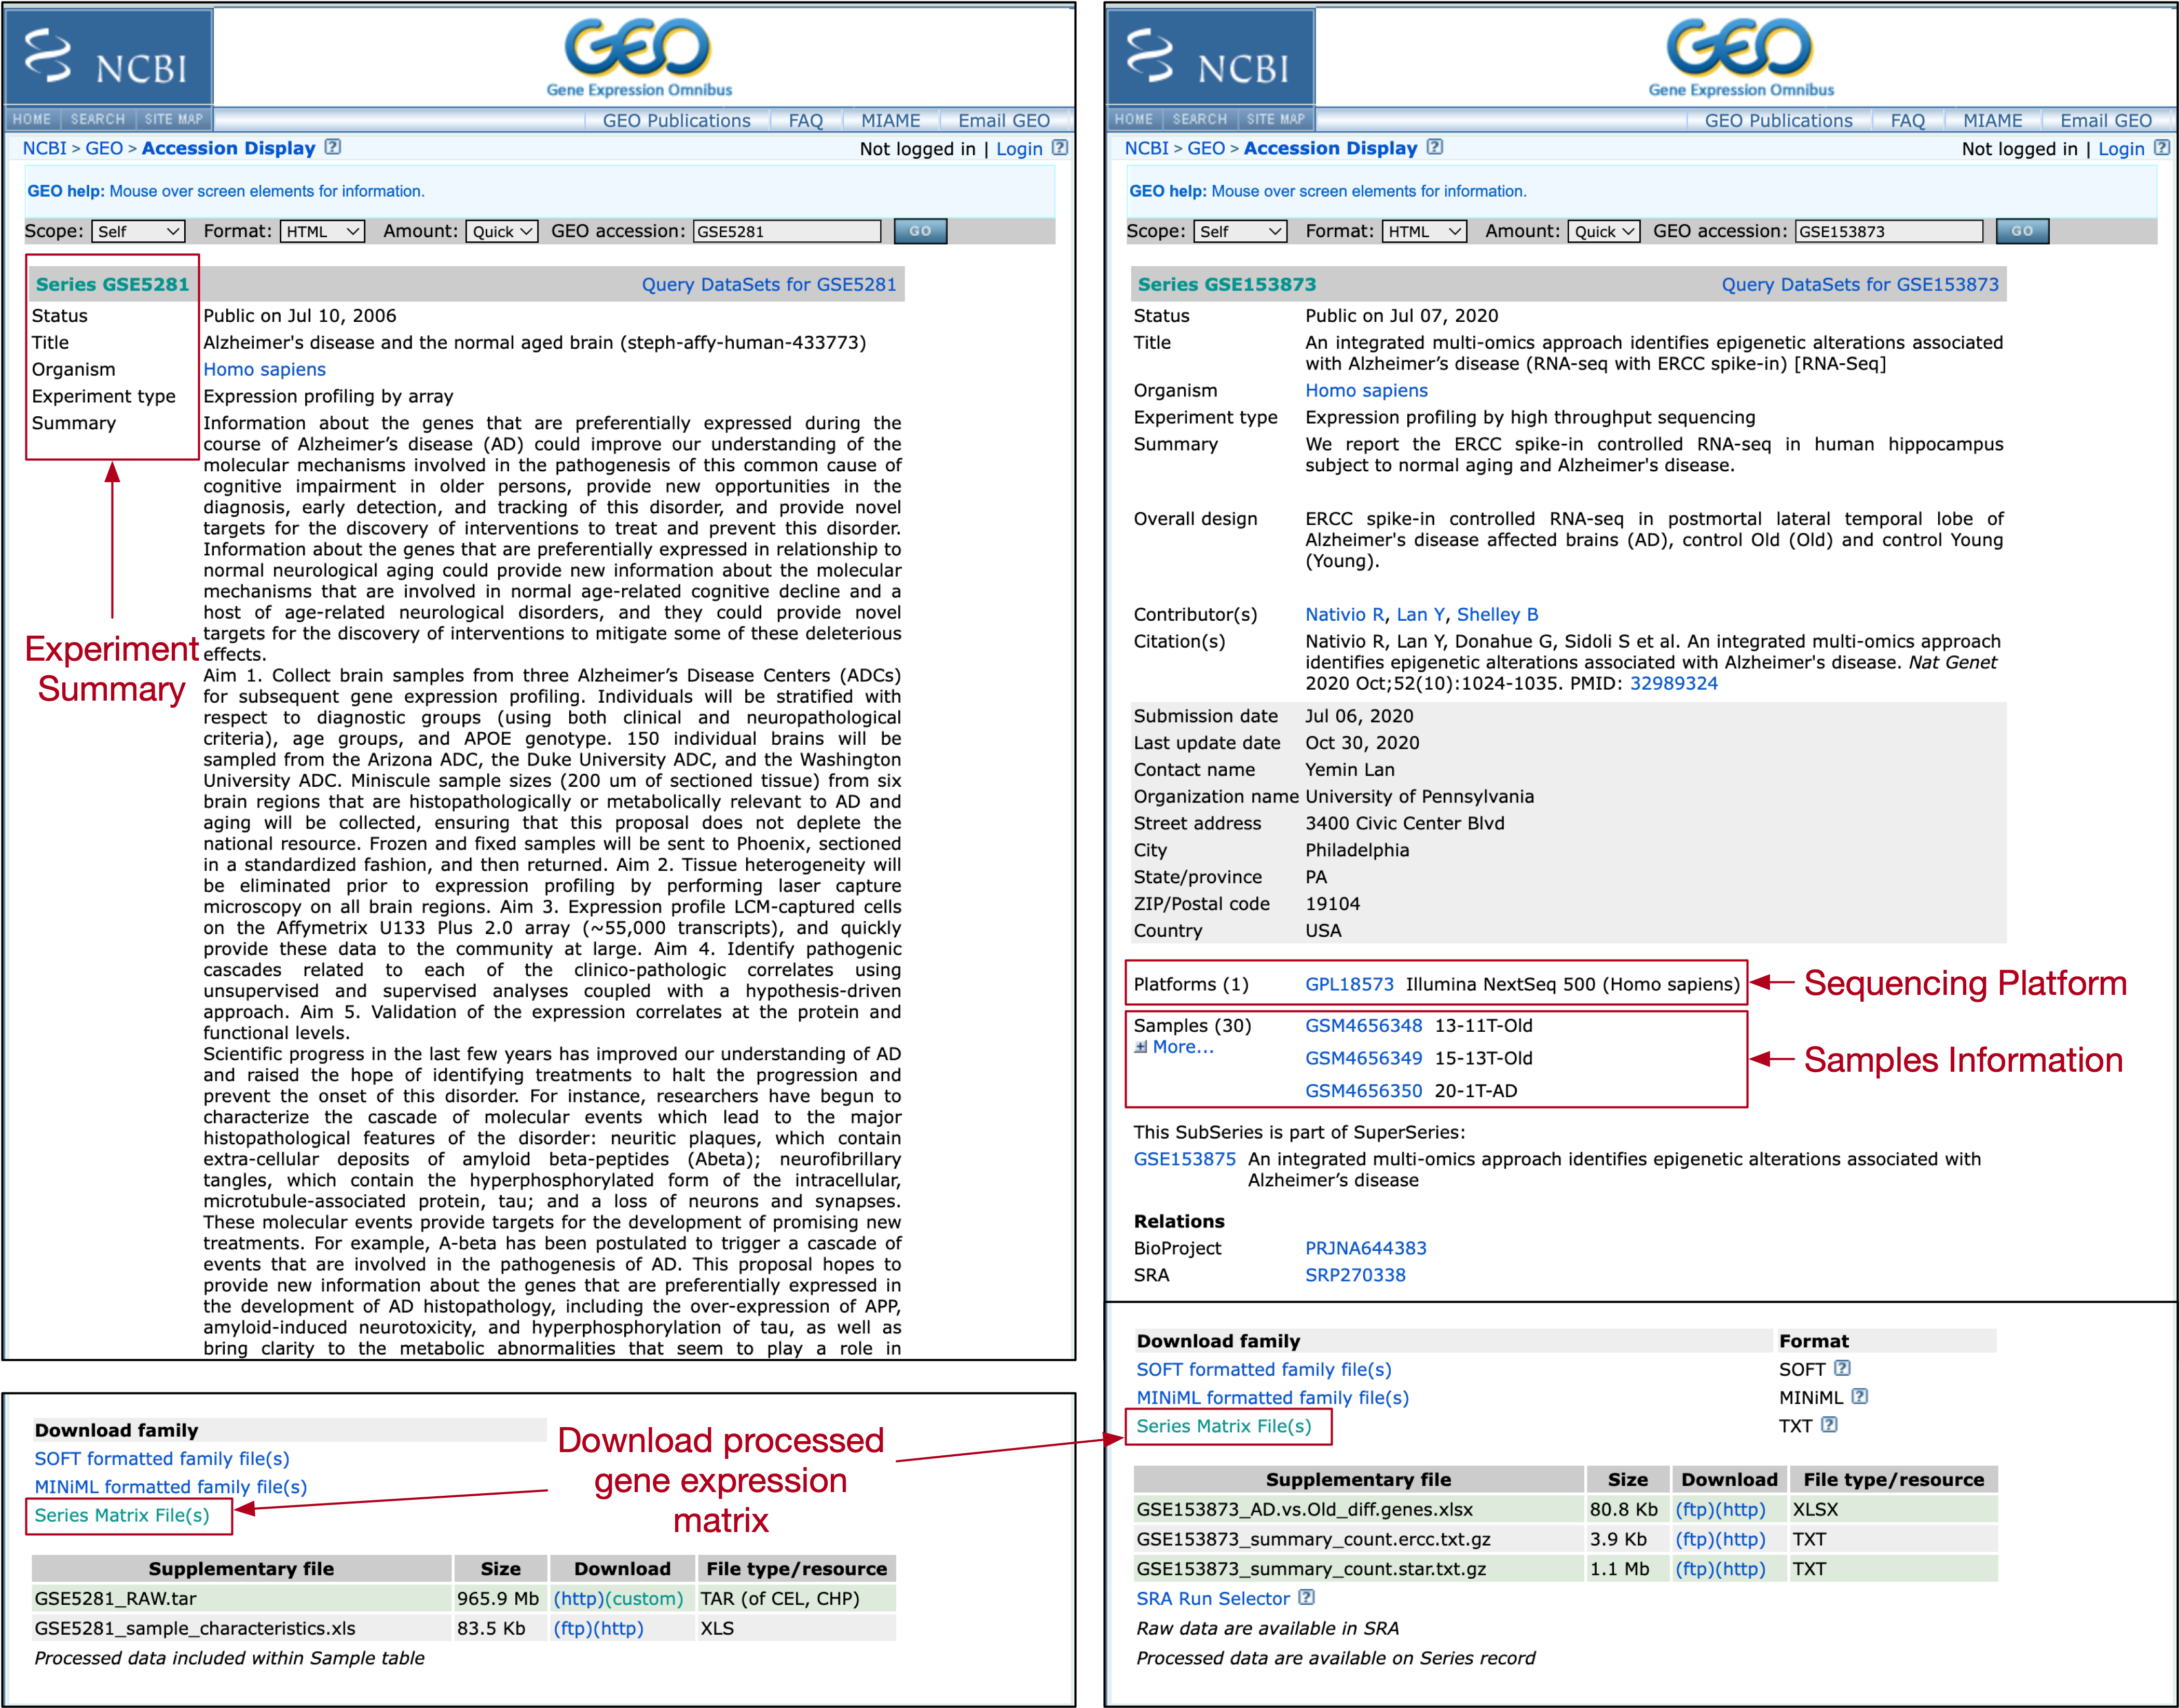 NCBI
GEO
Gene Expression Omnibus
HOME SEARCH SITE MAP GEO Publications FAQ MIAME Email GEO
NCBI > GEO > Accession Display ? Not logged in | Login ?
GEO help: Mouse over screen elements for information.
Scope: Self Format: HTML Amount: Quick GEO accession: GSE5281 GO
Series GSE5281 Query DataSets for GSE5281
Status Public on Jul 10, 2006
Title Alzheimer's disease and the normal aged brain (steph-affy-human-433773)
Organism Homo sapiens
Experiment type Expression profiling by array
Summary Information about the genes that are preferentially expressed during the
course of Alzheimer’s disease (AD) could improve our understanding of the
molecular mechanisms involved in the pathogenesis of this common cause of
cognitive impairment in older persons, provide new opportunities in the
diagnosis, early detection, and tracking of this disorder, and provide novel
targets for the discovery of interventions to treat and prevent this disorder.
Information about the genes that are preferentially expressed in relationship to
normal neurological aging could provide new information about the molecular
mechanisms that are involved in normal age-related cognitive decline and a
host of age-related neurological disorders, and they could provide novel
targets for the discovery of interventions to mitigate some of these deleterious
effects.
Aim 1. Collect brain samples from three Alzheimer’s Disease Centers (ADCs)
for subsequent gene expression profiling. Individuals will be stratified with
respect to diagnostic groups (using both clinical and neuropathological
criteria), age groups, and APOE genotype. 150 individual brains will be
sampled from the Arizona ADC, the Duke University ADC, and the Washington
University ADC. Miniscule sample sizes (200 um of sectioned tissue) from six
brain regions that are histopathologically or metabolically relevant to AD and
aging will be collected, ensuring that this proposal does not deplete the
national resource. Frozen and fixed samples will be sent to Phoenix, sectioned
in a standardized fashion, and then returned. Aim 2. Tissue heterogeneity will
be eliminated prior to expression profiling by performing laser capture
microscopy on all brain regions. Aim 3. Expression profile LCM-captured cells
on the Affymetrix U133 Plus 2.0 array (~55,000 transcripts), and quickly
provide these data to the community at large. Aim 4. Identify pathogenic
cascades related to each of the clinico-pathologic correlates using
unsupervised and supervised analyses coupled with a hypothesis-driven
approach. Aim 5. Validation of the expression correlates at the protein and
functional levels.
Scientific progress in the last few years has improved our understanding of AD
and raised the hope of identifying treatments to halt the progression and
prevent the onset of this disorder. For instance, researchers have begun to
characterize the cascade of molecular events which lead to the major
histopathological features of the disorder: neuritic plaques, which contain
extra-cellular deposits of amyloid beta-peptides (Abeta); neurofibrillary
tangles, which contain the hyperphosphorylated form of the intracellular,
microtubule-associated protein, tau; and a loss of neurons and synapses.
These molecular events provide targets for the development of promising new
treatments. For example, A-beta has been postulated to trigger a cascade of
events that are involved in the pathogenesis of AD. This proposal hopes to
provide new information about the genes that are preferentially expressed in
the development of AD histopathology, including the over-expression of APP,
amyloid-induced neurotoxicity, and hyperphosphorylation of tau, as well as
bring clarity to the metabolic abnormalities that seem to play a role in
Experiment
Summary
Download family
SOFT formatted family file(s)
MINiML formatted family file(s)
Series Matrix File(s)
Download processed
gene expression
matrix
Supplementary file Size Download File type/resource
GSE5281_RAW.tar 965.9 Mb (http)(custom) TAR (of CEL, CHP)
GSE5281_sample_characteristics.xls 83.5 Kb (ftp)(http) XLS
Processed data included within Sample table
NCBI
GEO
Gene Expression Omnibus
HOME SEARCH SITE MAP GEO Publications FAQ MIAME Email GEO
NCBI > GEO > Accession Display ? Not logged in | Login ?
GEO help: Mouse over screen elements for information.
Scope: Self Format: HTML Amount: Quick GEO accession: GSE153873 GO
Series GSE153873 Query DataSets for GSE153873
Status Public on Jul 07, 2020
Title An integrated multi-omics approach identifies epigenetic alterations associated
with Alzheimer’s disease (RNA-seq with ERCC spike-in) [RNA-Seq]
Organism Homo sapiens
Experiment type Expression profiling by high throughput sequencing
Summary We report the ERCC spike-in controlled RNA-seq in human hippocampus
subject to normal aging and Alzheimer's disease.
Overall design ERCC spike-in controlled RNA-seq in postmortal lateral temporal lobe of
Alzheimer's disease affected brains (AD), control Old (Old) and control Young
(Young).
Contributor(s) Nativio R, Lan Y, Shelley B
Citation(s) Nativio R, Lan Y, Donahue G, Sidoli S et al. An integrated multi-omics approach
identifies epigenetic alterations associated with Alzheimer's disease. Nat Genet
2020 Oct;52(10):1024-1035. PMID: 32989324
Submission date Jul 06, 2020
Last update date Oct 30, 2020
Contact name Yemin Lan
Organization name University of Pennsylvania
Street address 3400 Civic Center Blvd
City Philadelphia
State/province PA
ZIP/Postal code 19104
Country USA
Platforms (1) GPL18573 Illumina NextSeq 500 (Homo sapiens)
Sequencing Platform
Samples (30) GSM4656348 13-11T-Old
More... GSM4656349 15-13T-Old
GSM4656350 20-1T-AD
Samples Information
This SubSeries is part of SuperSeries:
GSE153875 An integrated multi-omics approach identifies epigenetic alterations associated with
Alzheimer’s disease
Relations
BioProject PRJNA644383
SRA SRP270338
Download family Format
SOFT formatted family file(s) SOFT ?
MINiML formatted family file(s) MINiML ?
Series Matrix File(s) TXT ?
Supplementary file Size Download File type/resource
GSE153873_AD.vs.Old_diff.genes.xlsx 80.8 Kb (ftp)(http) XLSX
GSE153873_summary_count.ercc.txt.gz 3.9 Kb (ftp)(http) TXT
GSE153873_summary_count.star.txt.gz 1.1 Mb (ftp)(http) TXT
SRA Run Selector ?
Raw data are available in SRA
Processed data are available on Series record